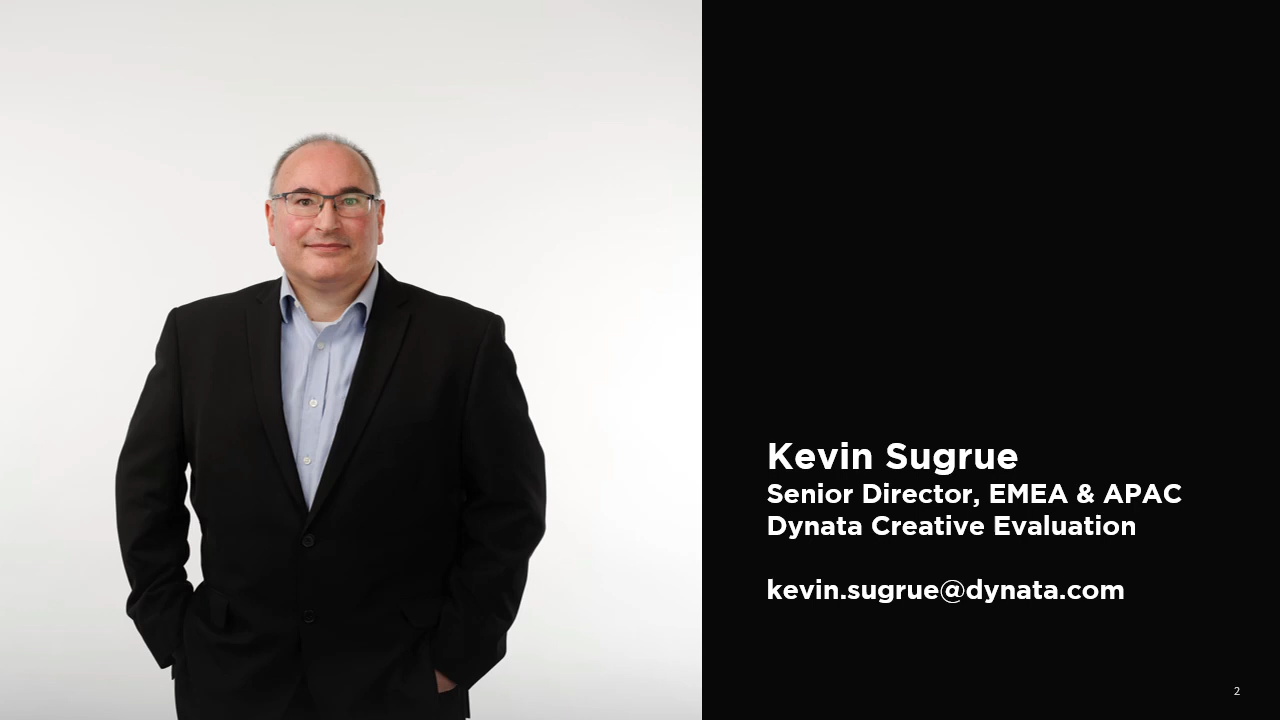 Kevin Sugrue
Senior Director, EMEA & APAC
Dynata Creative Evaluation
kevin.sugrue@dynata.com
2